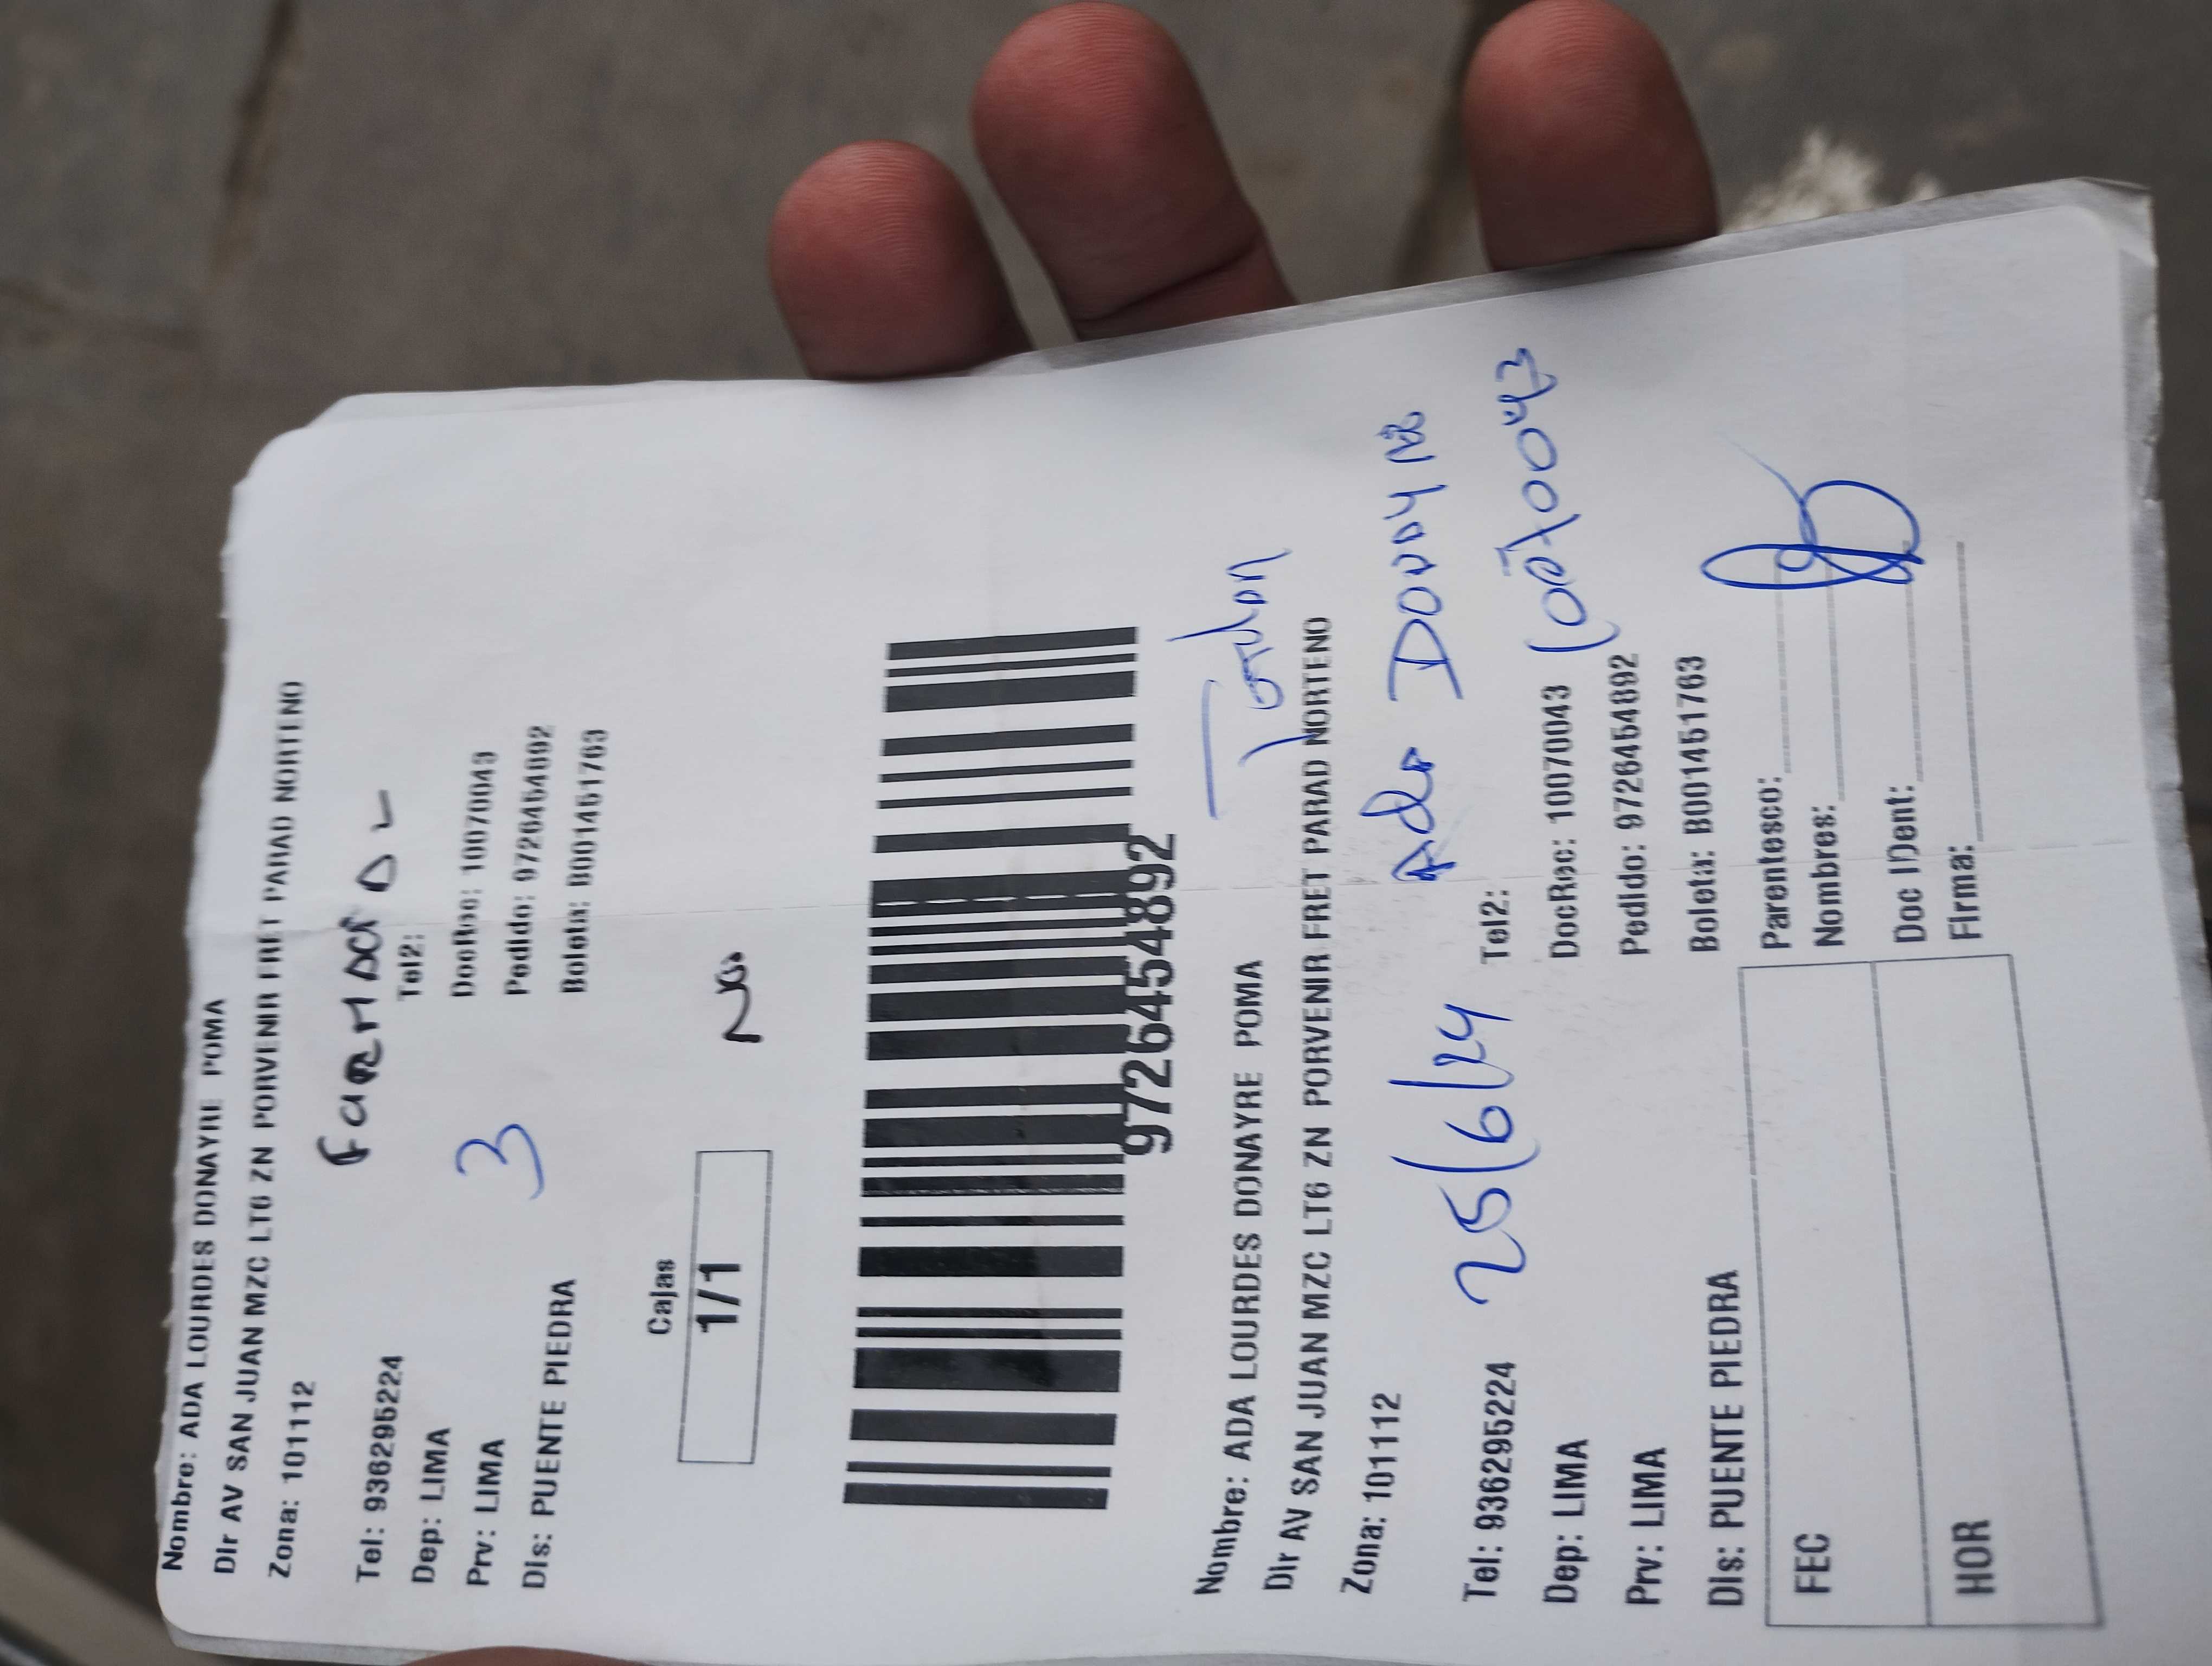 Nombre: ADA LOURDES DONAYRE POMA
Dir AV SAN JUAN MZC LT6 ZN PORVENIR FRET PARAD NORTENO
Zona: 101112
Tel: 936295224 Tel2:
Dep: LIMA DocRec: 10070043
Prv: LIMA Pedido: 9726454892
Dis: PUENTE PIEDRA Boleta: B001451763
3
Cajas
1/1
9726454892
Nombre: ADA LOURDES DONAYRE POMA
Dir AV SAN JUAN MZC LT6 ZN PORVENIR FRET PARAD NORTENO
Zona: 101112
25/6/24
Tel: 936295224 Tel2:
10070043
Dep: LIMA DocRec: 10070043
Prv: LIMA Pedido: 9726454892
Dis: PUENTE PIEDRA Boleta: B001451763
FEC
HOR
Parentesco:
Nombres:
Doc IDent:
Firma: